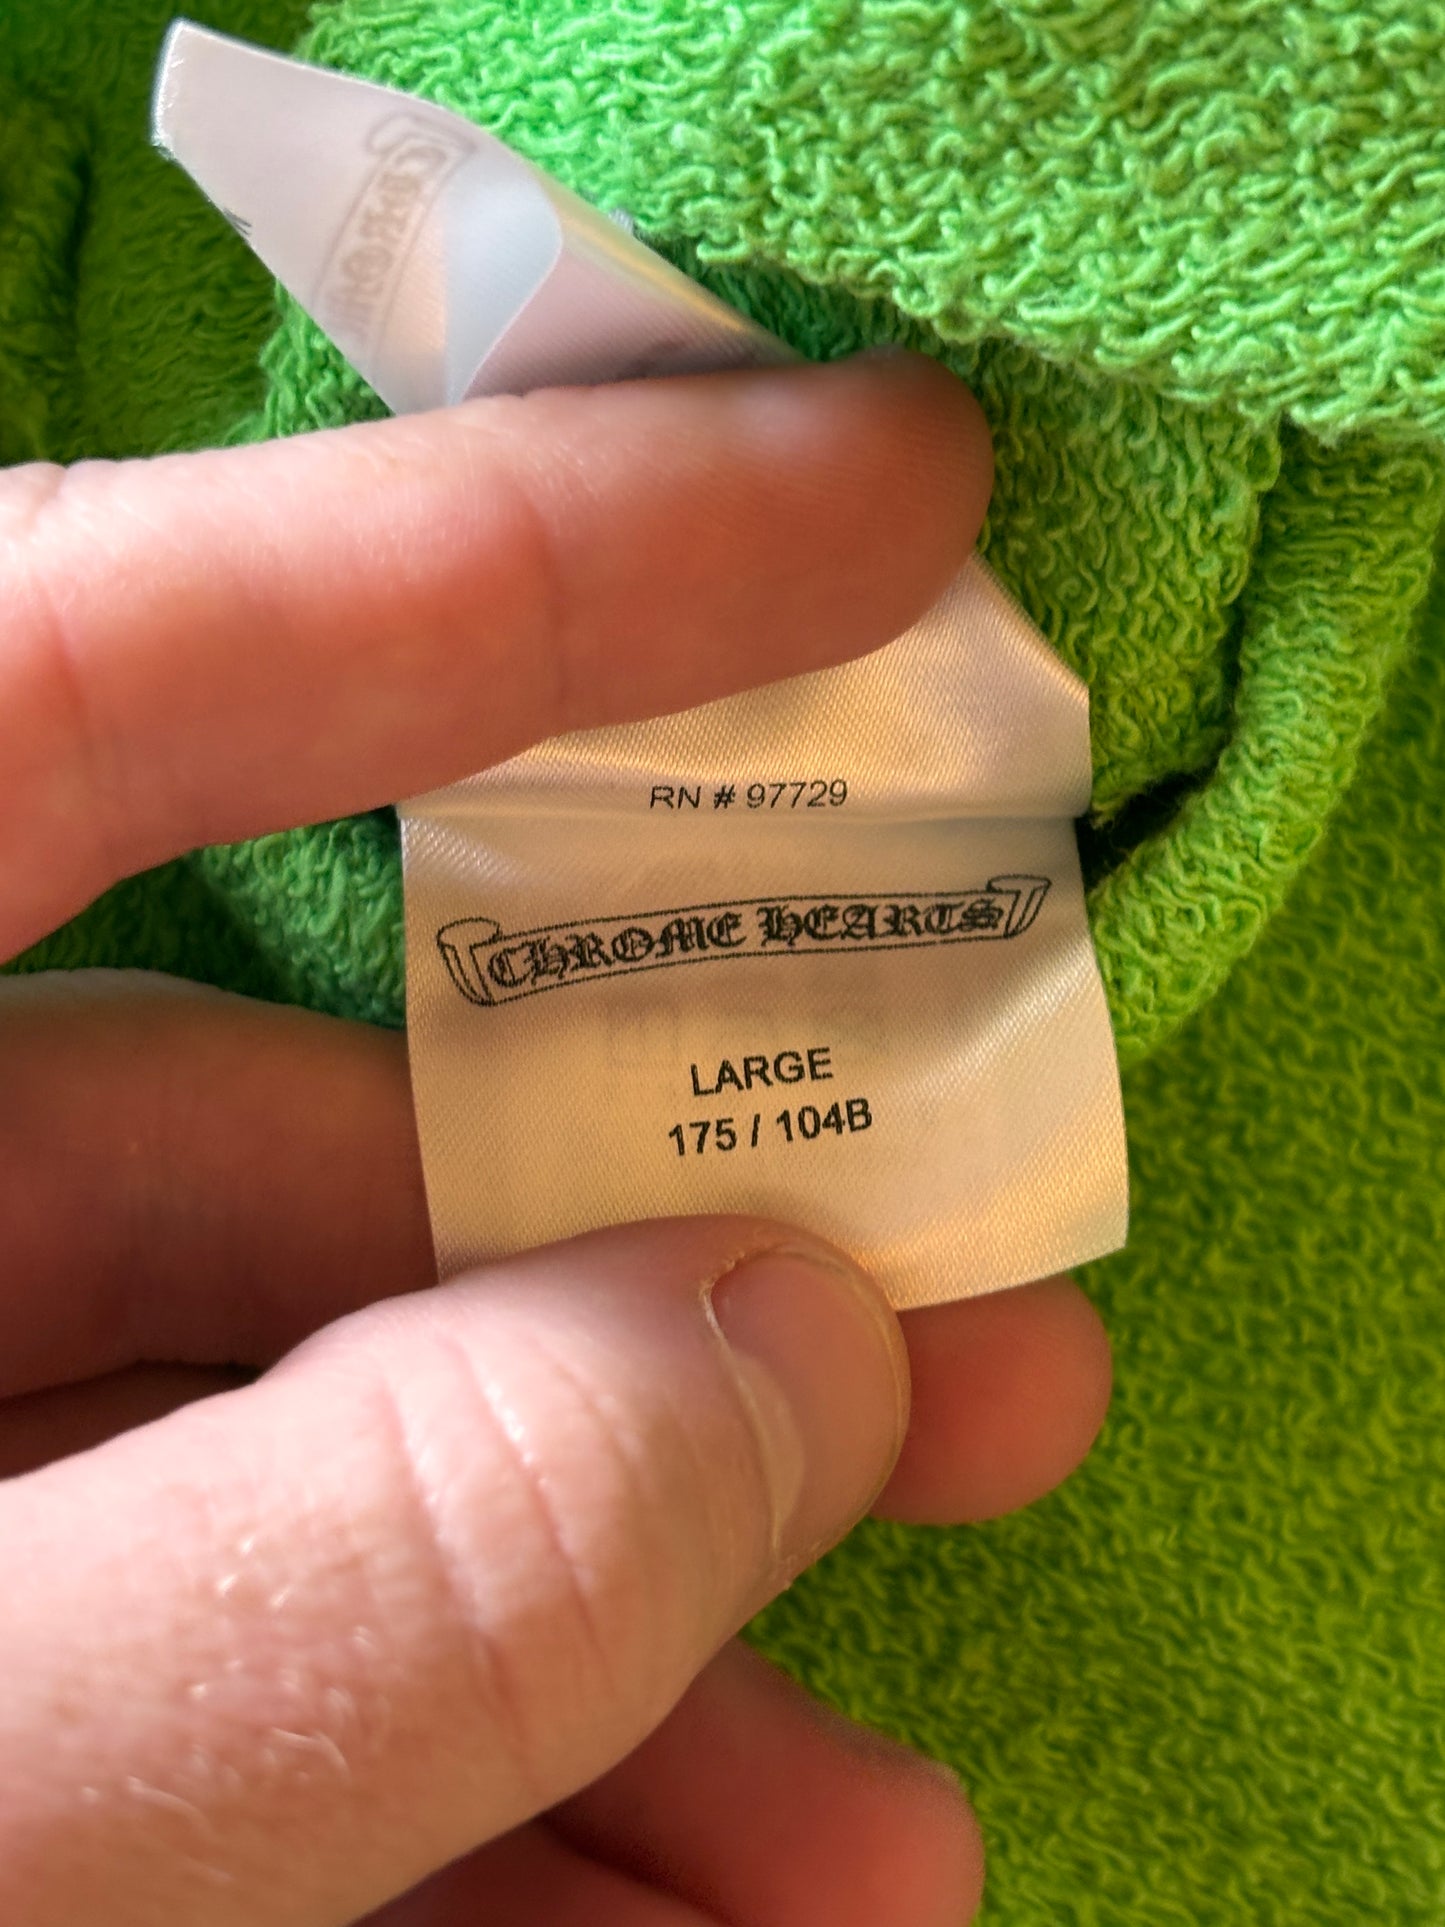 RN # 97729
CHROME HEARTS
LARGE
175 / 104B